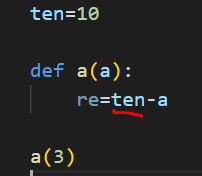 ten=10
def a(a):
    re=ten-a
a(3)